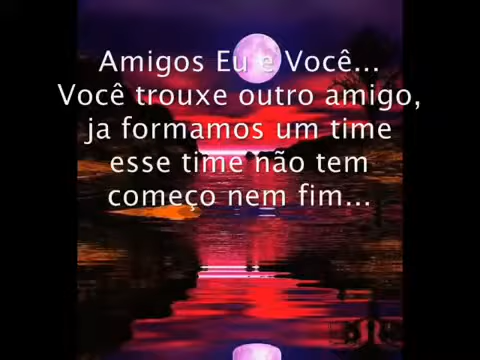 Amigos Eu e Você...
Você trouxe outro amigo,
ja formamos um time
esse time não tem
começo nem fim...